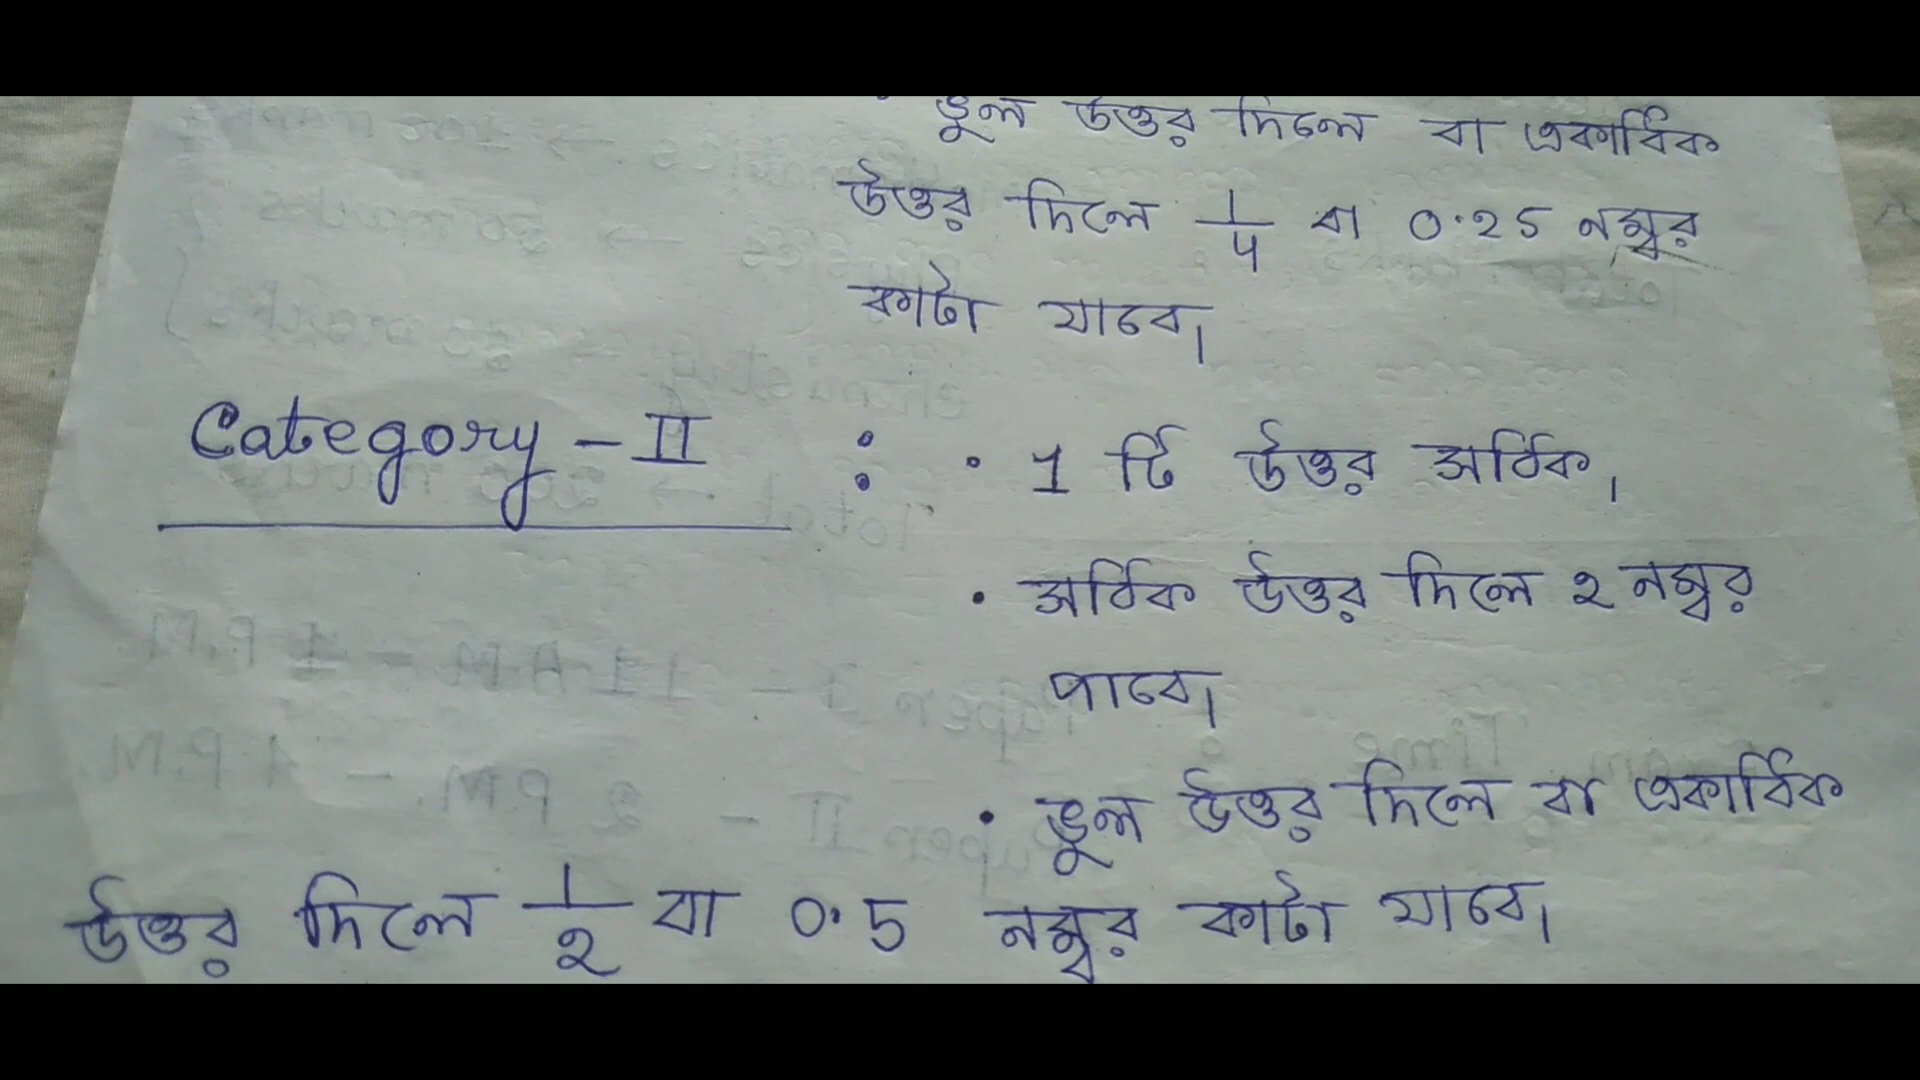 • ভুল উত্তর দিলে বা একাধিক
উত্তর দিলে 1/4 বা 0.25 নম্বর
কাটা যাবে।
Category - II : • 1 টি উত্তর সঠিক।
• সঠিক উত্তর দিলে 2 নম্বর
পাবে।
• ভুল উত্তর দিলে বা একাধিক
উত্তর দিলে 1/2 বা 0.5 নম্বর কাটা যাবে।